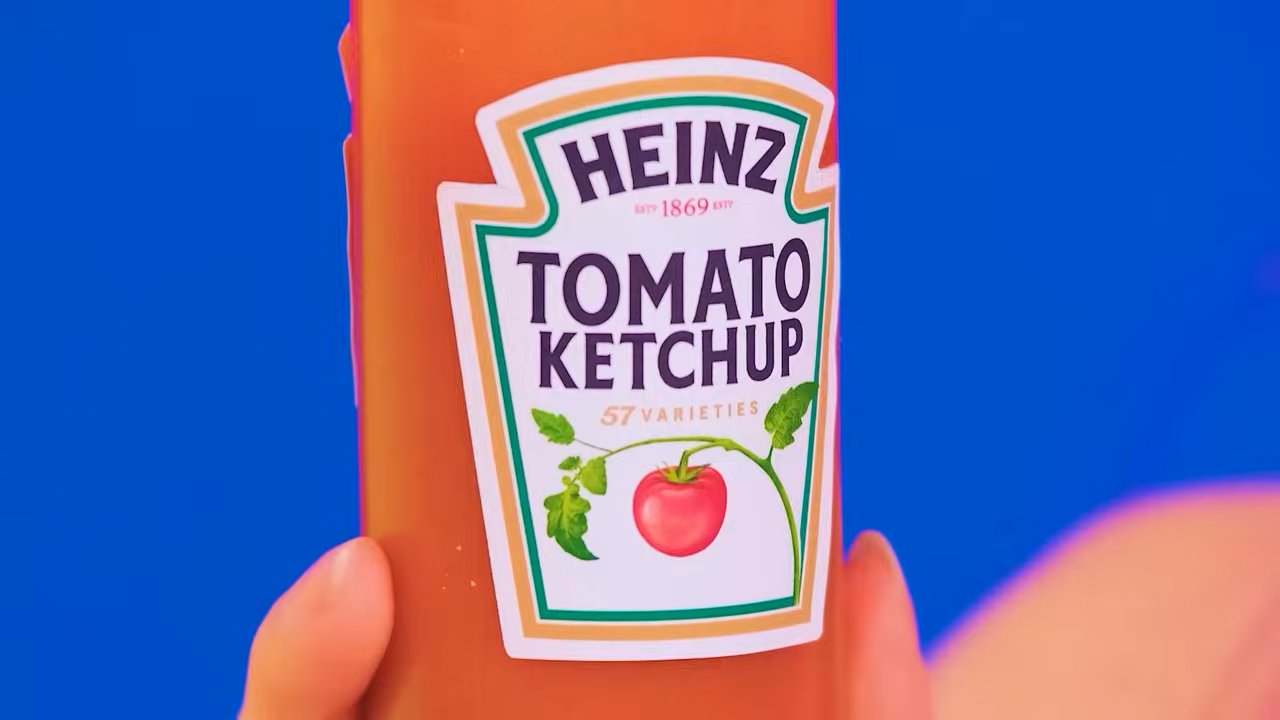 HEINZ
ESTD 1869 ESTD
TOMATO
KETCHUP
57 VARIETIES